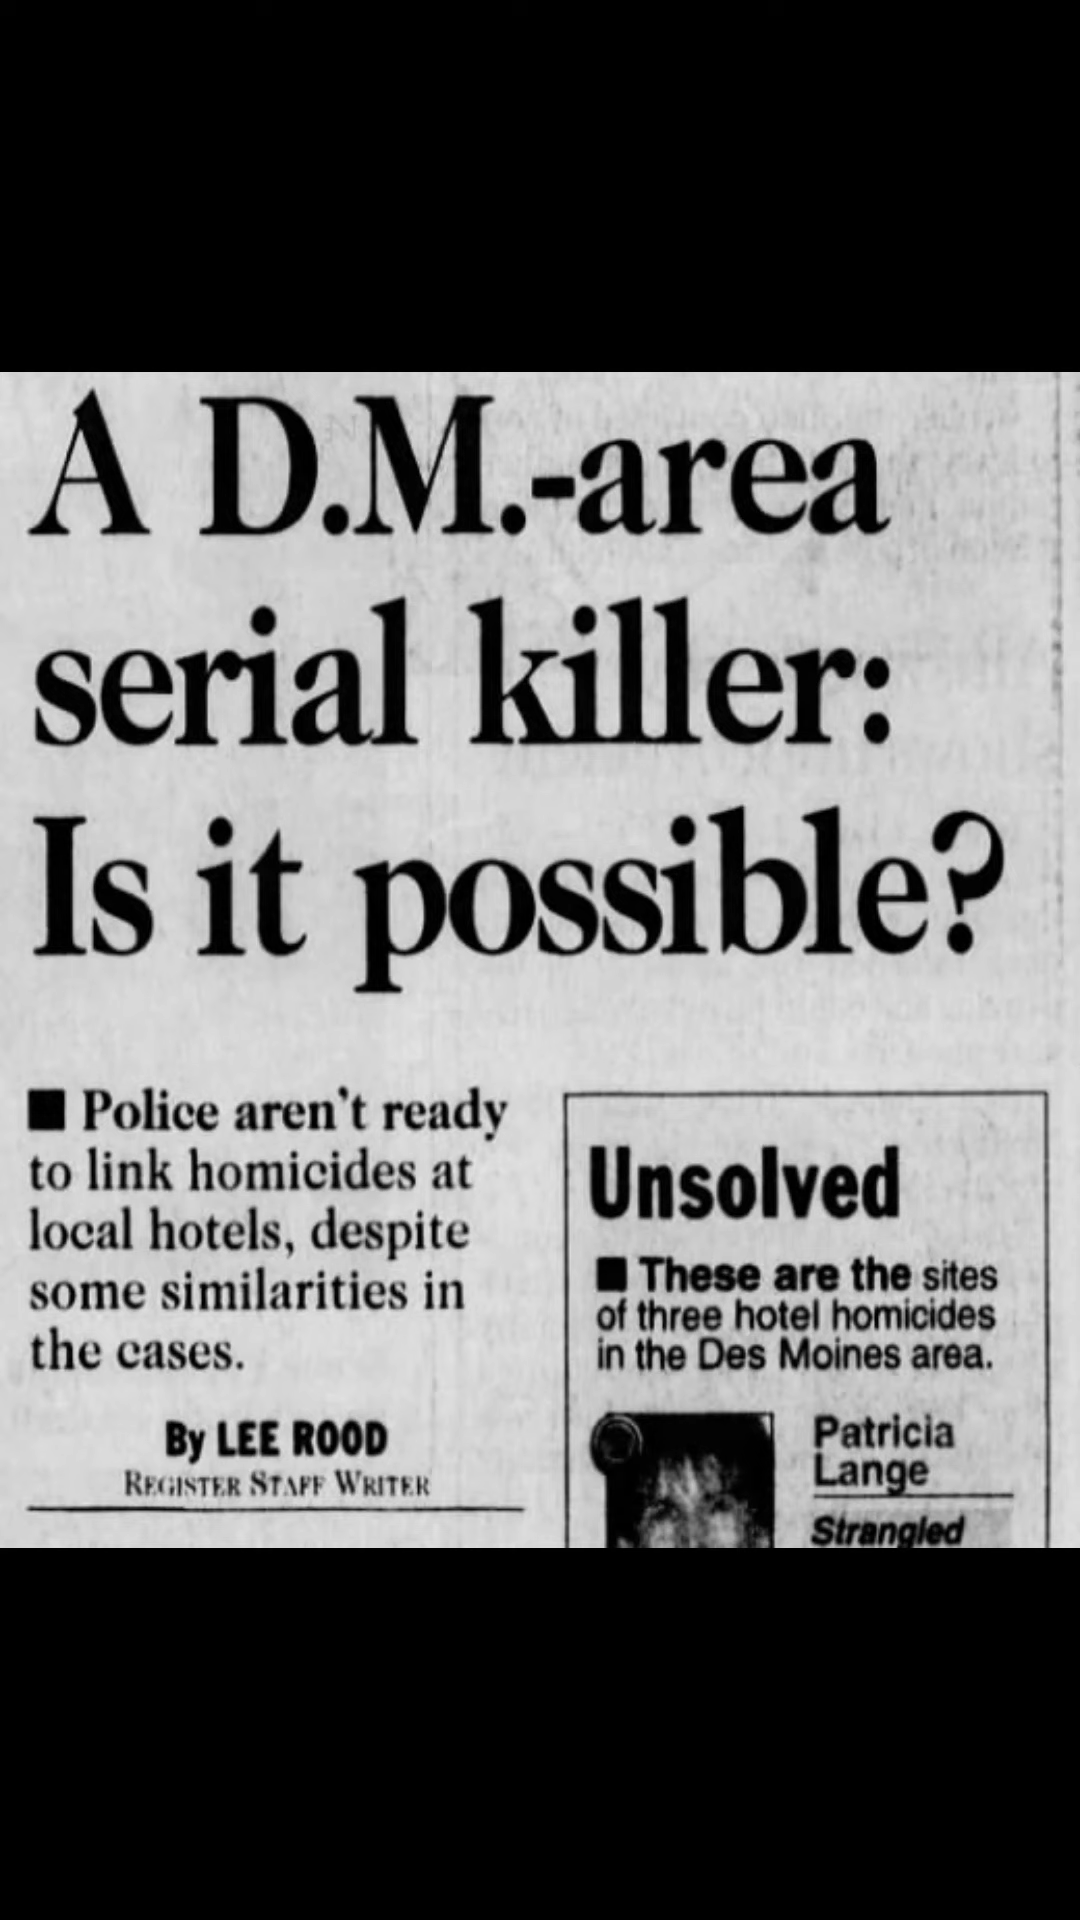 A D.M.-area
serial killer:
Is it possible?
■ Police aren't ready
to link homicides at
local hotels, despite
some similarities in
the cases.
By LEE ROOD
REGISTER STAFF WRITER
Unsolved
■ These are the sites
of three hotel homicides
in the Des Moines area.
Patricia
Lange
Strangled